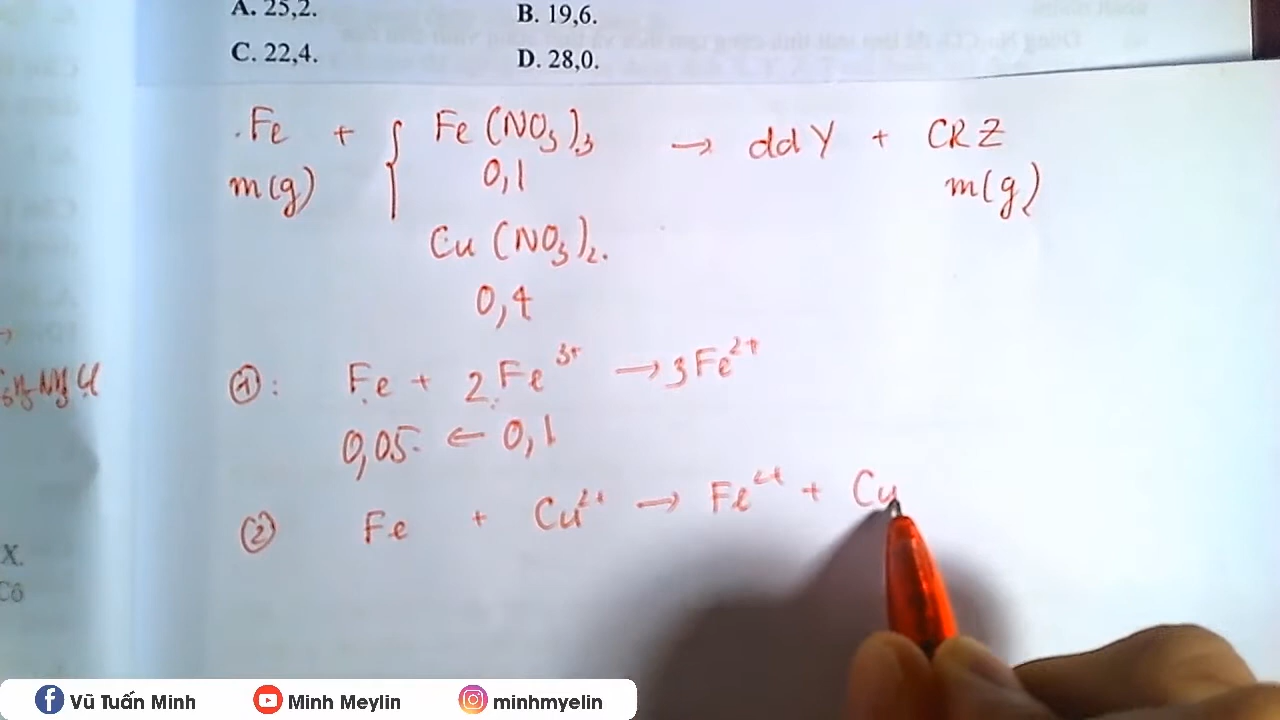 A. 25,2. B. 19,6.
C. 22,4. D. 28,0.
.Fe + { Fe(NO₃)₃ → ddY + CRZ
m(g) 0,1 m(g)
Cu(NO₃)₂.
0,4
①: Fe + 2Fe³⁺ → 3Fe²⁺
0,05 ← 0,1
② Fe + Cu²⁺ → Fe²⁺ + Cu
X.
Vũ Tuấn Minh Minh Meylin minhmyelin